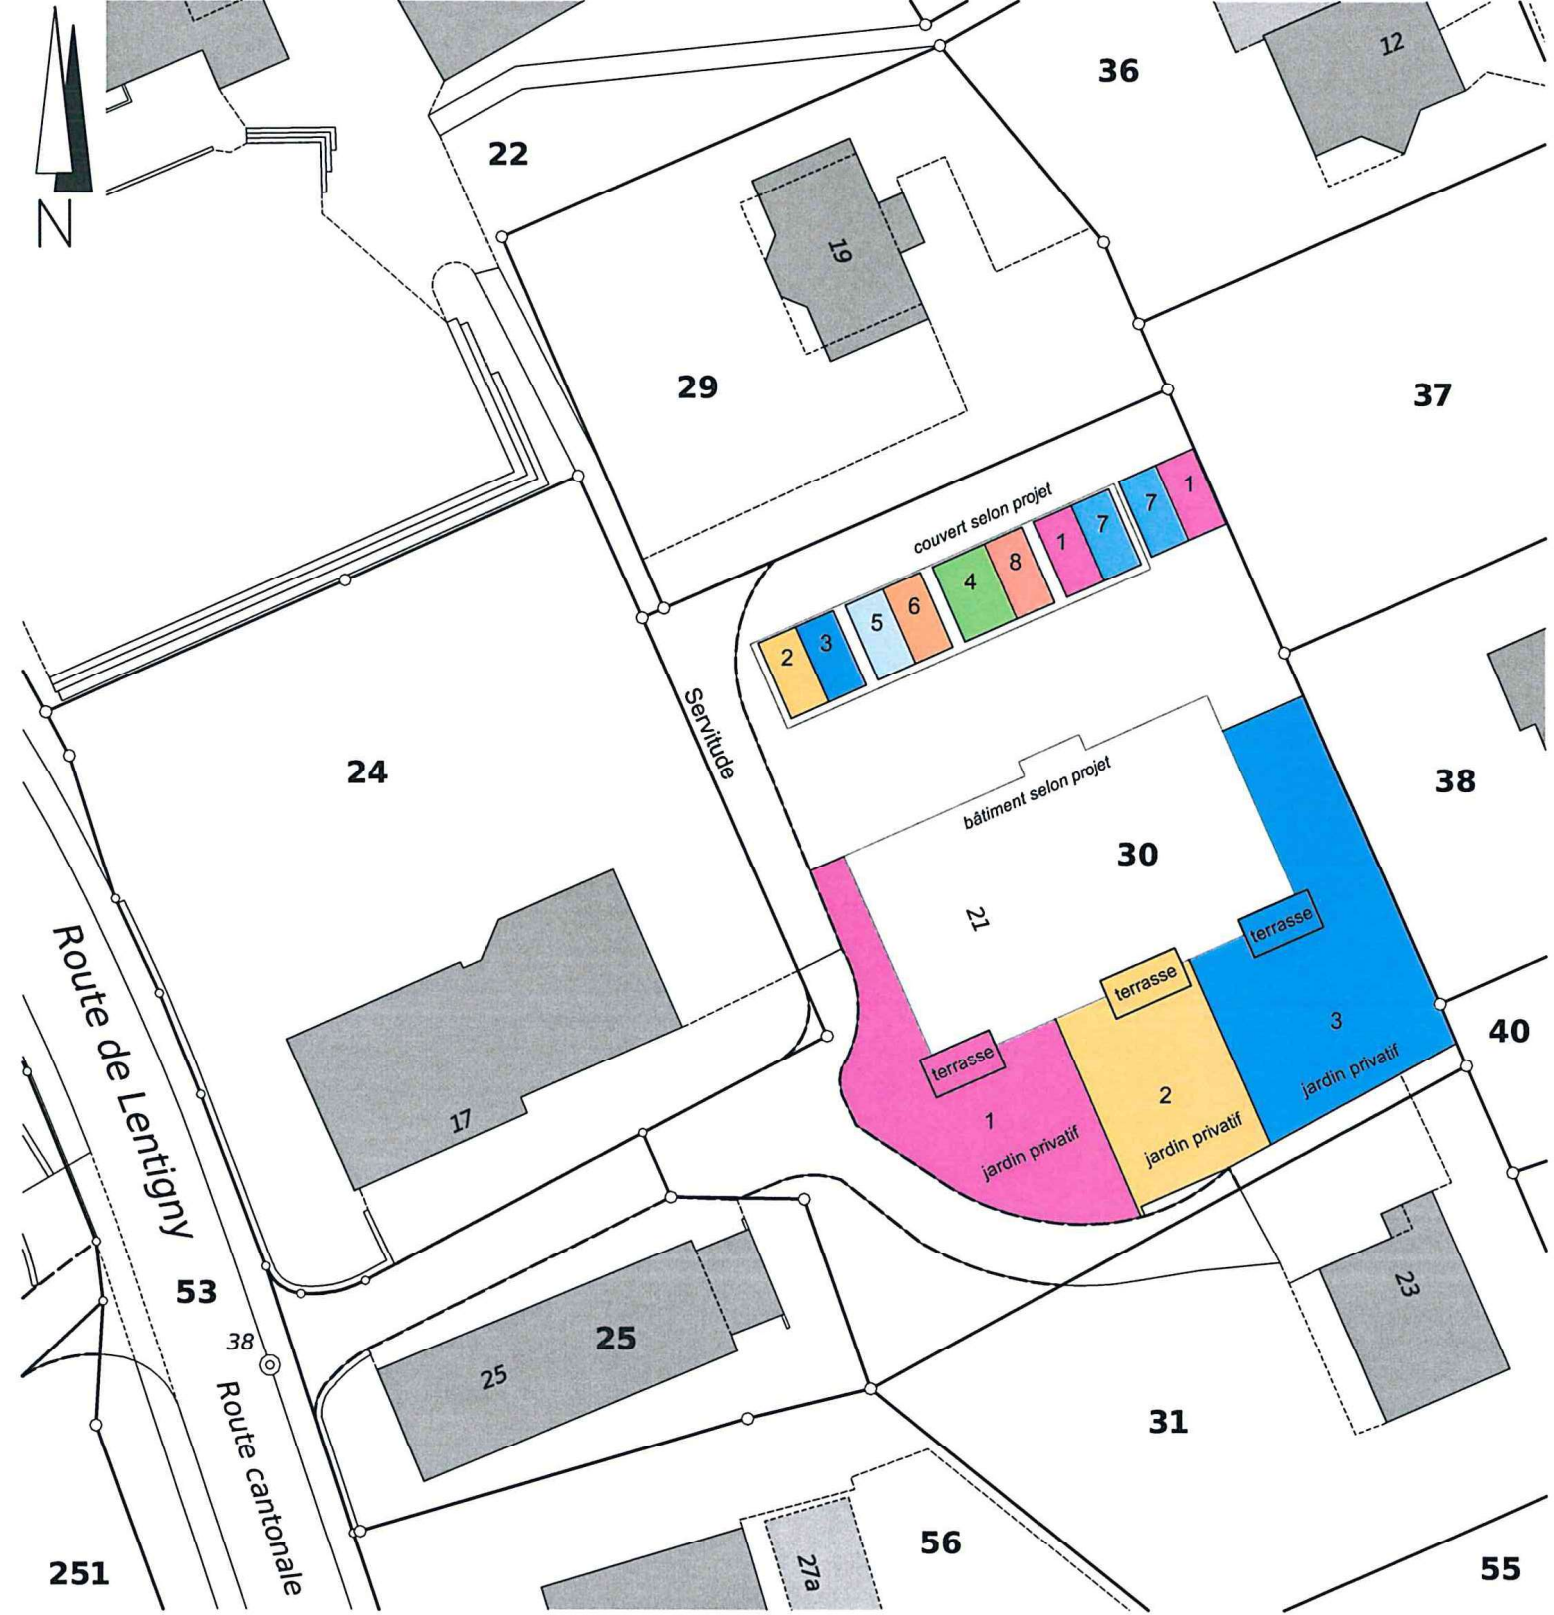 N
12
36
22
19
29
37
couvert selon projet
1
7
7
1
8
4
6
5
3
2
Servitude
24
bâtiment selon projet
38
30
21
terrasse
terrasse
terrasse
Route de Lentigny
3
jardin privatif
40
2
jardin privatif
1
jardin privatif
17
53
23
38
25
25
Route cantonale
31
56
27a
251
55